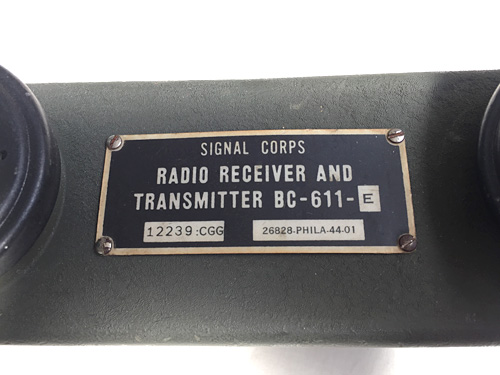 SIGNAL CORPS
RADIO RECEIVER AND
TRANSMITTER BC-611-E
12239:CGG 26828-PHILA-44-01